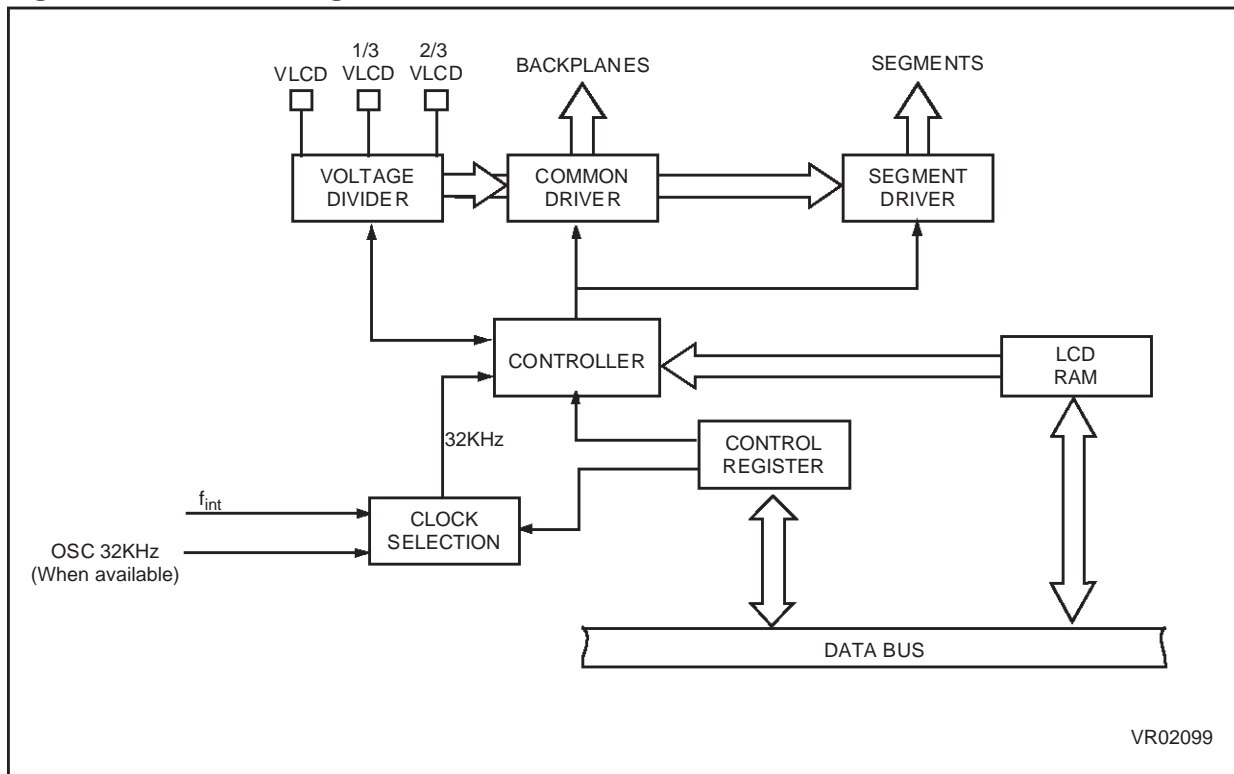 VLCD
1/3
VLCD
2/3
VLCD
BACKPLANES
SEGMENTS
VOLTAGE
DIVIDER
COMMON
DRIVER
SEGMENT
DRIVER
CONTROLLER
LCD
RAM
32KHz
CONTROL
REGISTER
fint
CLOCK
SELECTION
OSC 32KHz
(When available)
DATA BUS
VR02099